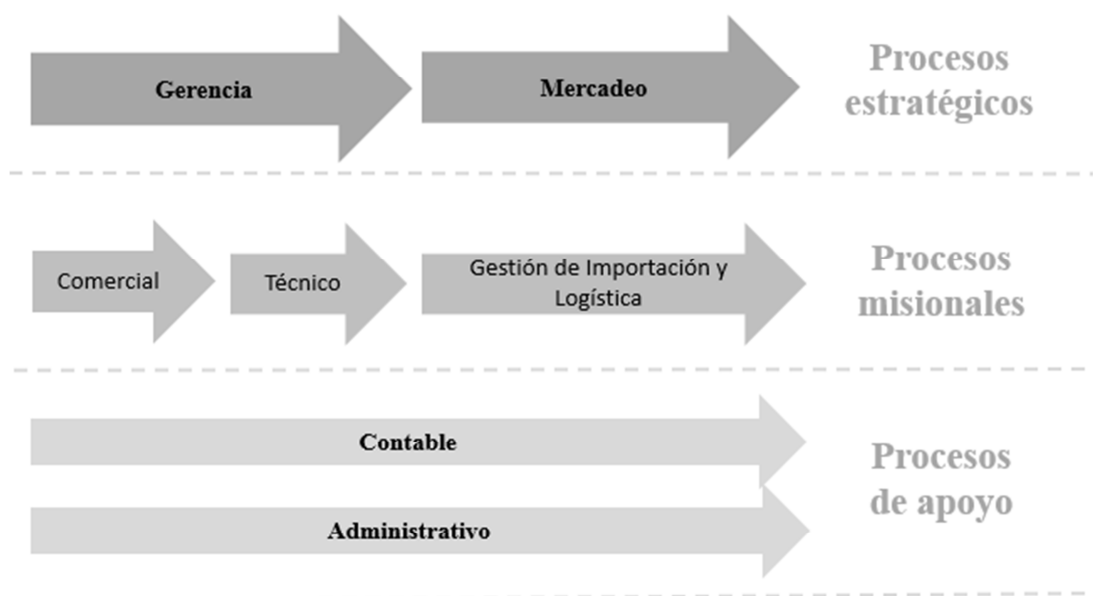 Gerencia
Mercadeo
Procesos
estratégicos
Comercial
Técnico
Gestión de Importación y
Logística
Procesos
misionales
Contable
Administrativo
Procesos
de apoyo